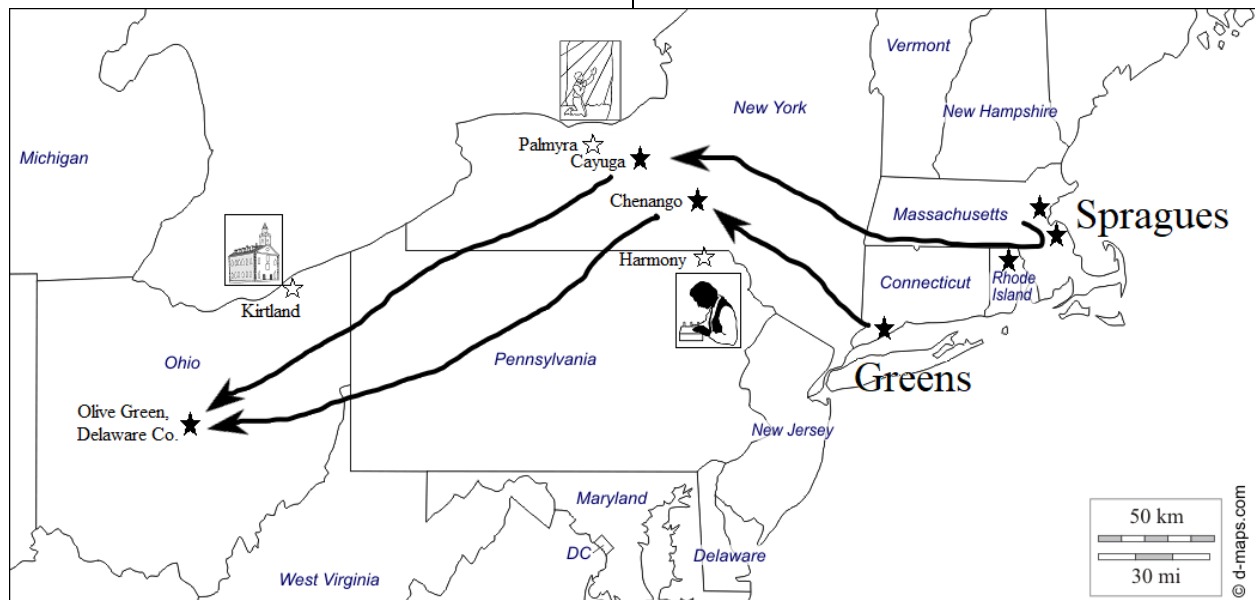 Vermont
New York
New Hampshire
Palmyra
Michigan
Cayuga
Chenango
Massachusetts
Spragues
Harmony
Connecticut
Rhode
Island
Kirtland
Ohio
Pennsylvania
Greens
Olive Green,
Delaware Co.
New Jersey
Maryland
50 km
DC
Delaware
30 mi
West Virginia
© d-maps.com